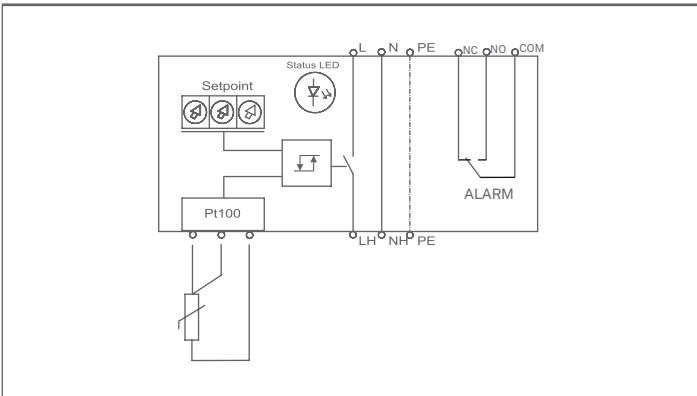 L N PE NC NO COM
Status LED
Setpoint
ALARM
Pt100
LH NH PE